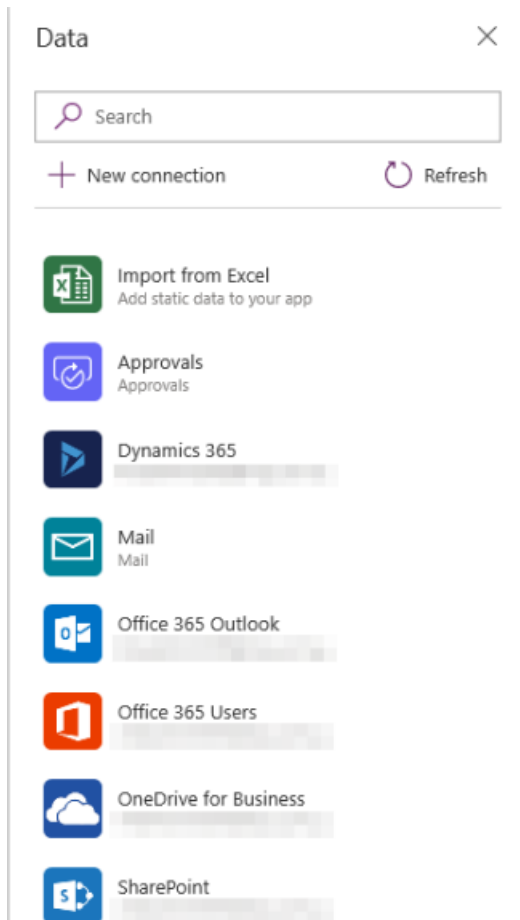 Data
Search
New connection
Refresh
Import from Excel
Add static data to your app
Approvals
Approvals
Dynamics 365
Mail
Mail
Office 365 Outlook
Office 365 Users
OneDrive for Business
SharePoint